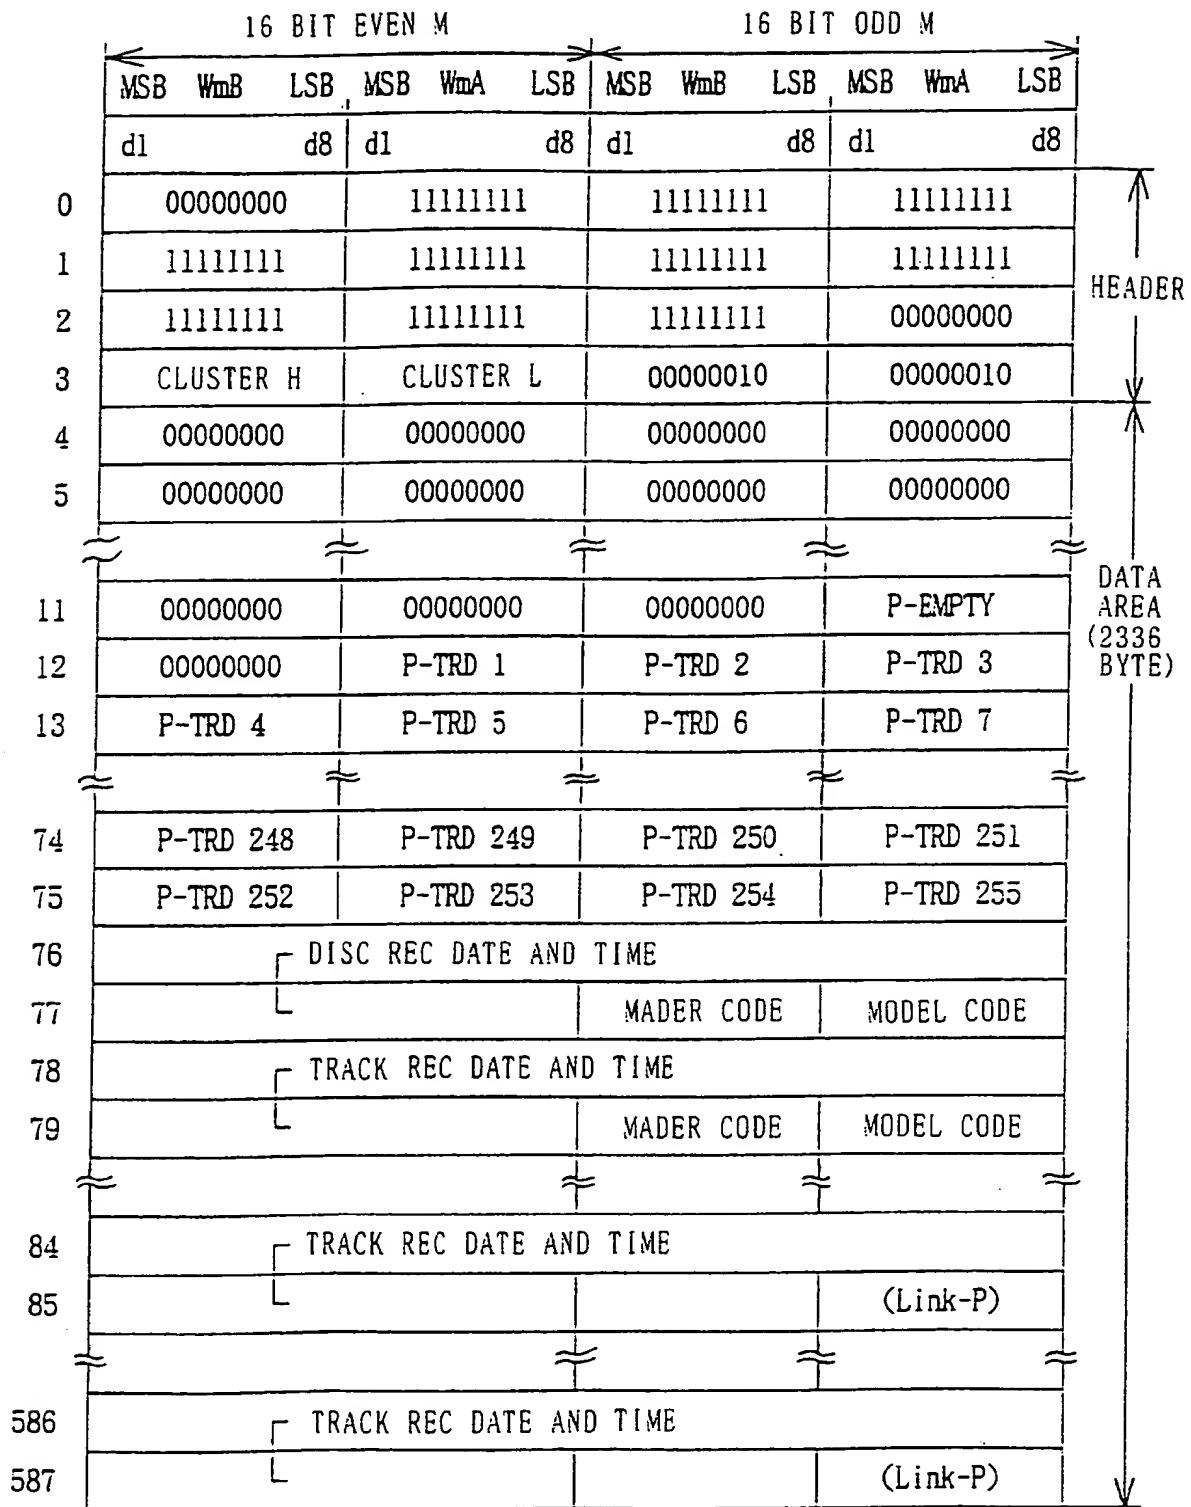 16 BIT EVEN M 16 BIT ODD M
MSB WmB LSB MSB WmA LSB MSB WmB LSB MSB WmA LSB
d1 d8 d1 d8 d1 d8 d1 d8
0 00000000 11111111 11111111 11111111
1 11111111 11111111 11111111 11111111
HEADER
2 11111111 11111111 11111111 00000000
3 CLUSTER H CLUSTER L 00000010 00000010
4 00000000 00000000 00000000 00000000
5 00000000 00000000 00000000 00000000
DATA
AREA
(2336
BYTE)
11 00000000 00000000 00000000 P-EMPTY
12 00000000 P-TRD 1 P-TRD 2 P-TRD 3
13 P-TRD 4 P-TRD 5 P-TRD 6 P-TRD 7
74 P-TRD 248 P-TRD 249 P-TRD 250 P-TRD 251
75 P-TRD 252 P-TRD 253 P-TRD 254 P-TRD 255
76 DISC REC DATE AND TIME
77 MADER CODE MODEL CODE
78 TRACK REC DATE AND TIME
79 MADER CODE MODEL CODE
84 TRACK REC DATE AND TIME
85 (Link-P)
586 TRACK REC DATE AND TIME
587 (Link-P)